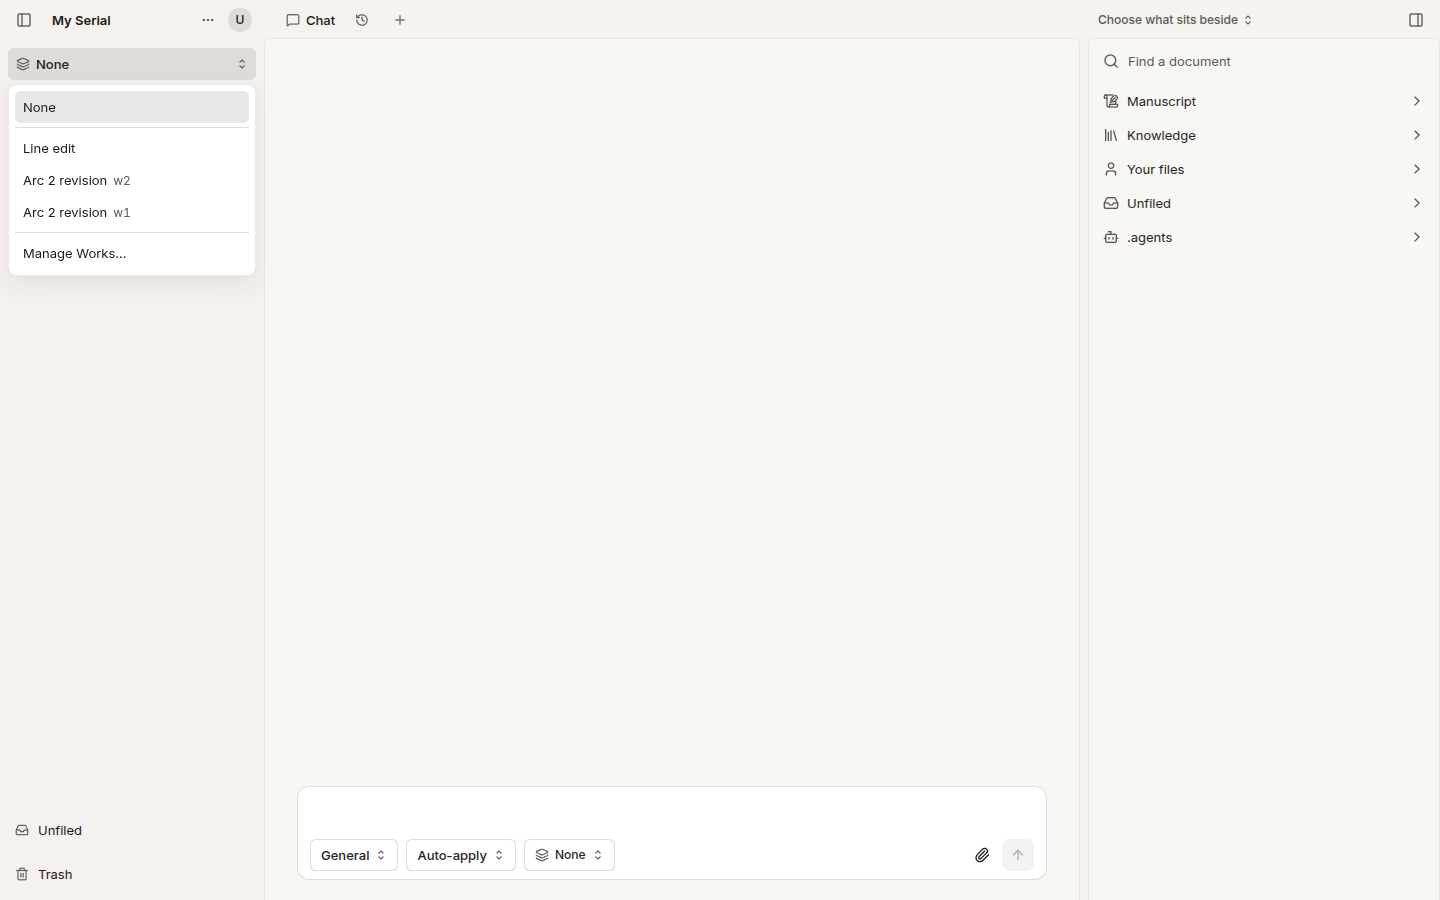 My Serial
U
Chat
Choose what sits beside
None
None
Line edit
Arc 2 revision w2
Arc 2 revision w1
Manage Works...
Find a document
Manuscript
Knowledge
Your files
Unfiled
.agents
Unfiled
Trash
General
Auto-apply
None